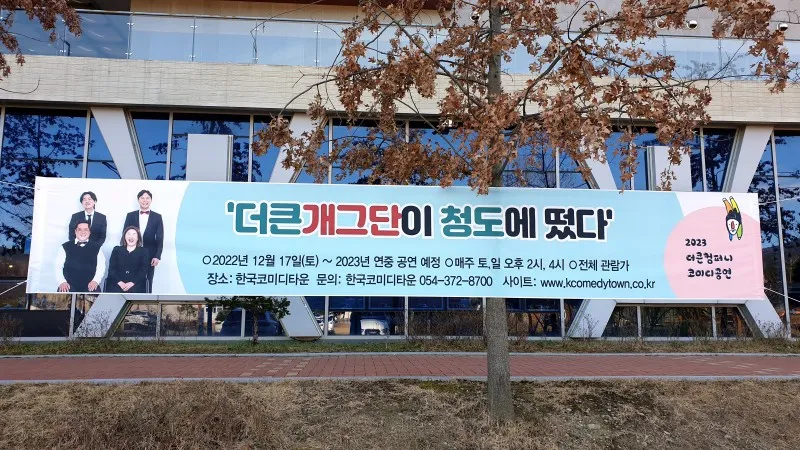 '더큰개그단이 청도에 떴다'
○2022년 12월 17일(토) ~ 2023년 연중 공연 예정 ○매주 토,일 오후 2시, 4시 ○전체 관람가
장소: 한국코미디타운 문의: 한국코미디타운 054-372-8700 사이트: www.kcomedytown.co.kr
2023
더큰컴퍼니
코미디공연